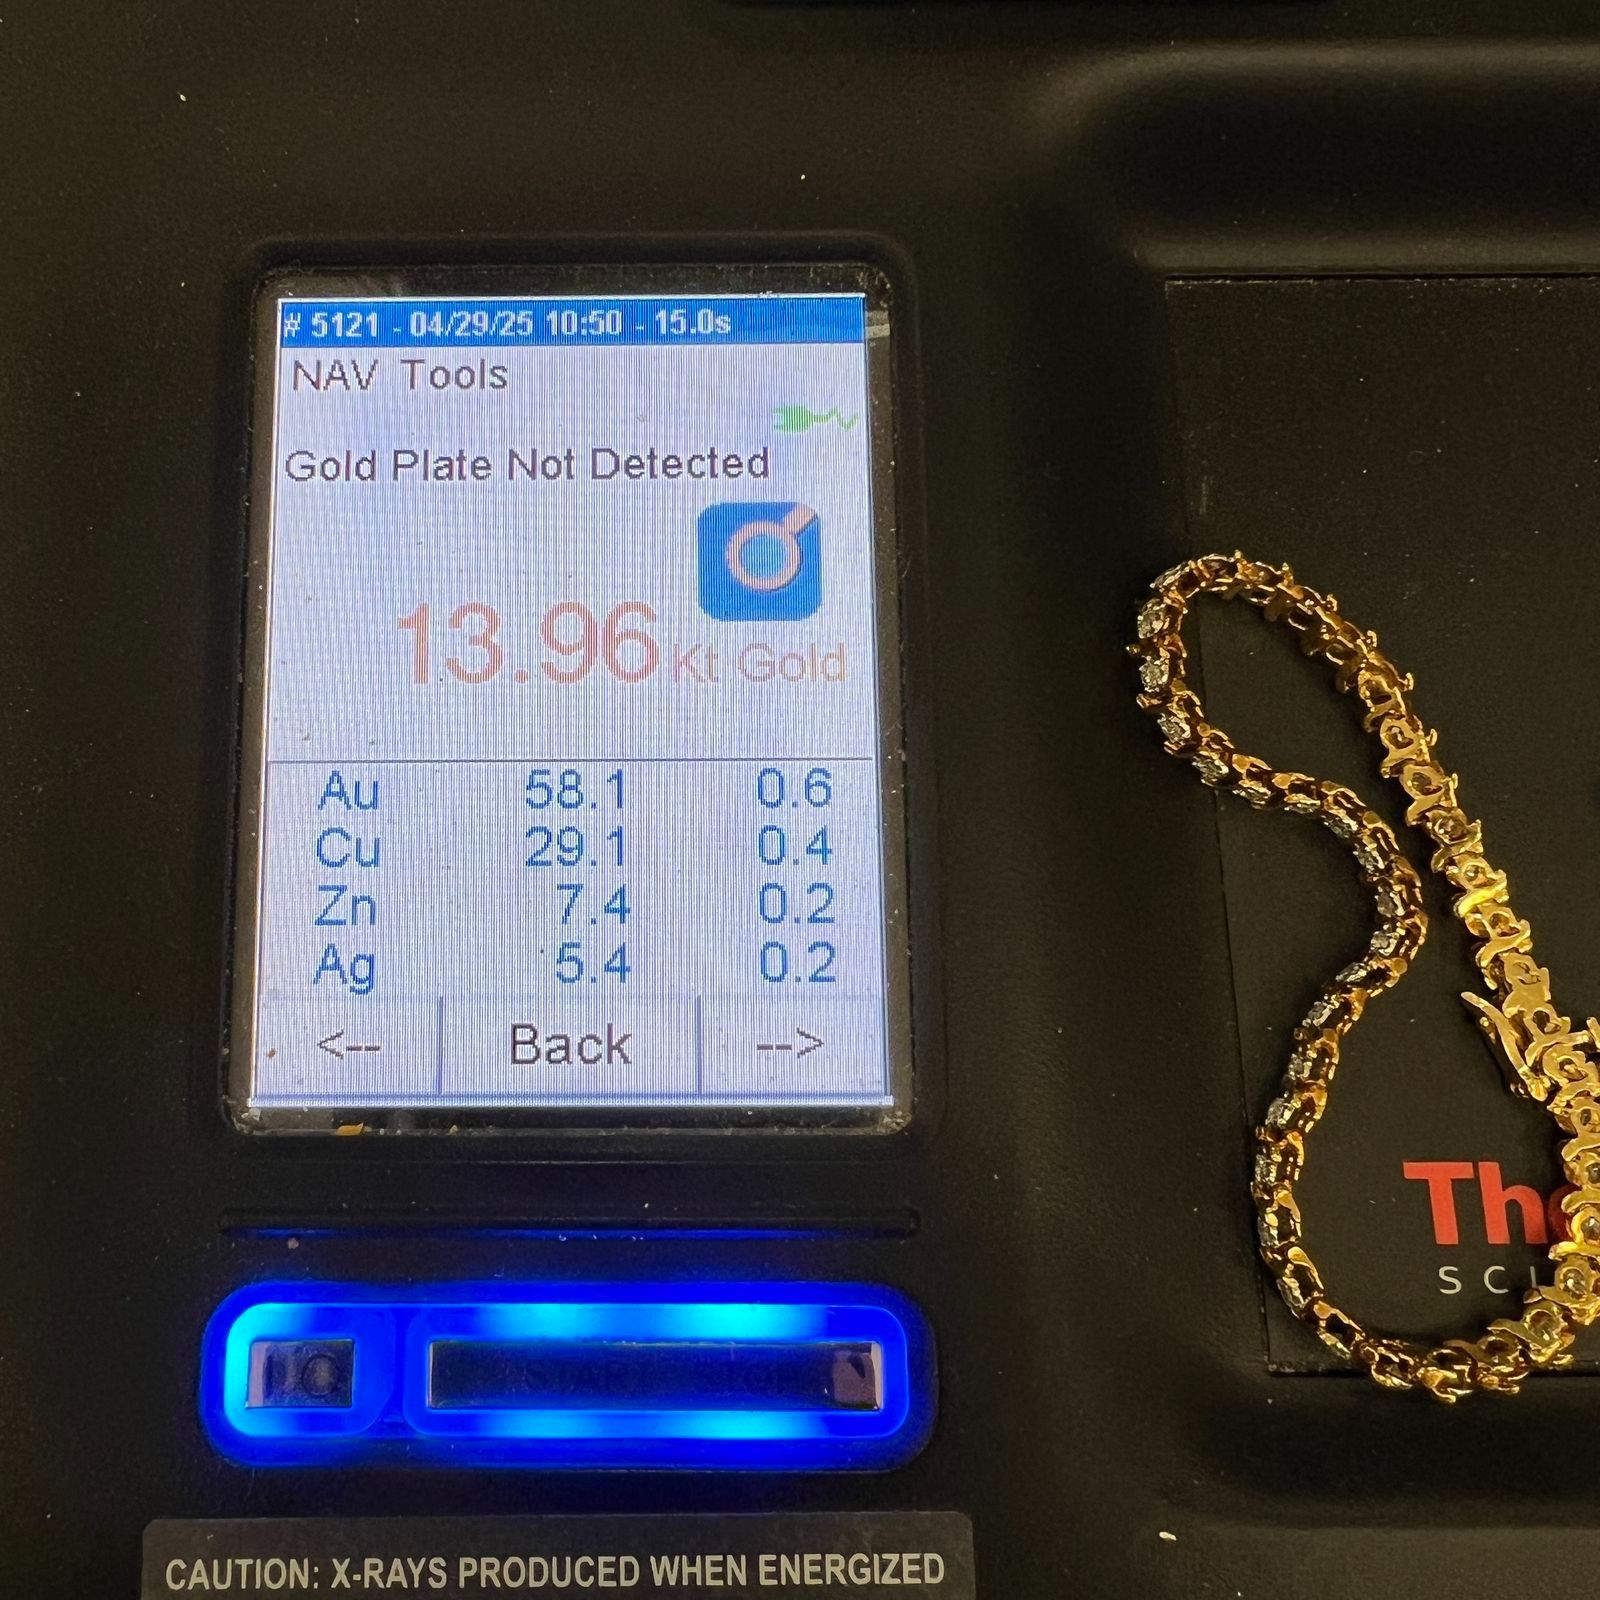 # 5121 - 04/29/25 10:50 - 15.0s
NAV Tools
Gold Plate Not Detected
13.96 Kt Gold
Au 58.1 0.6
Cu 29.1 0.4
Zn 7.4 0.2
Ag 5.4 0.2
<-- Back -->
The
SCI
CAUTION: X-RAYS PRODUCED WHEN ENERGIZED